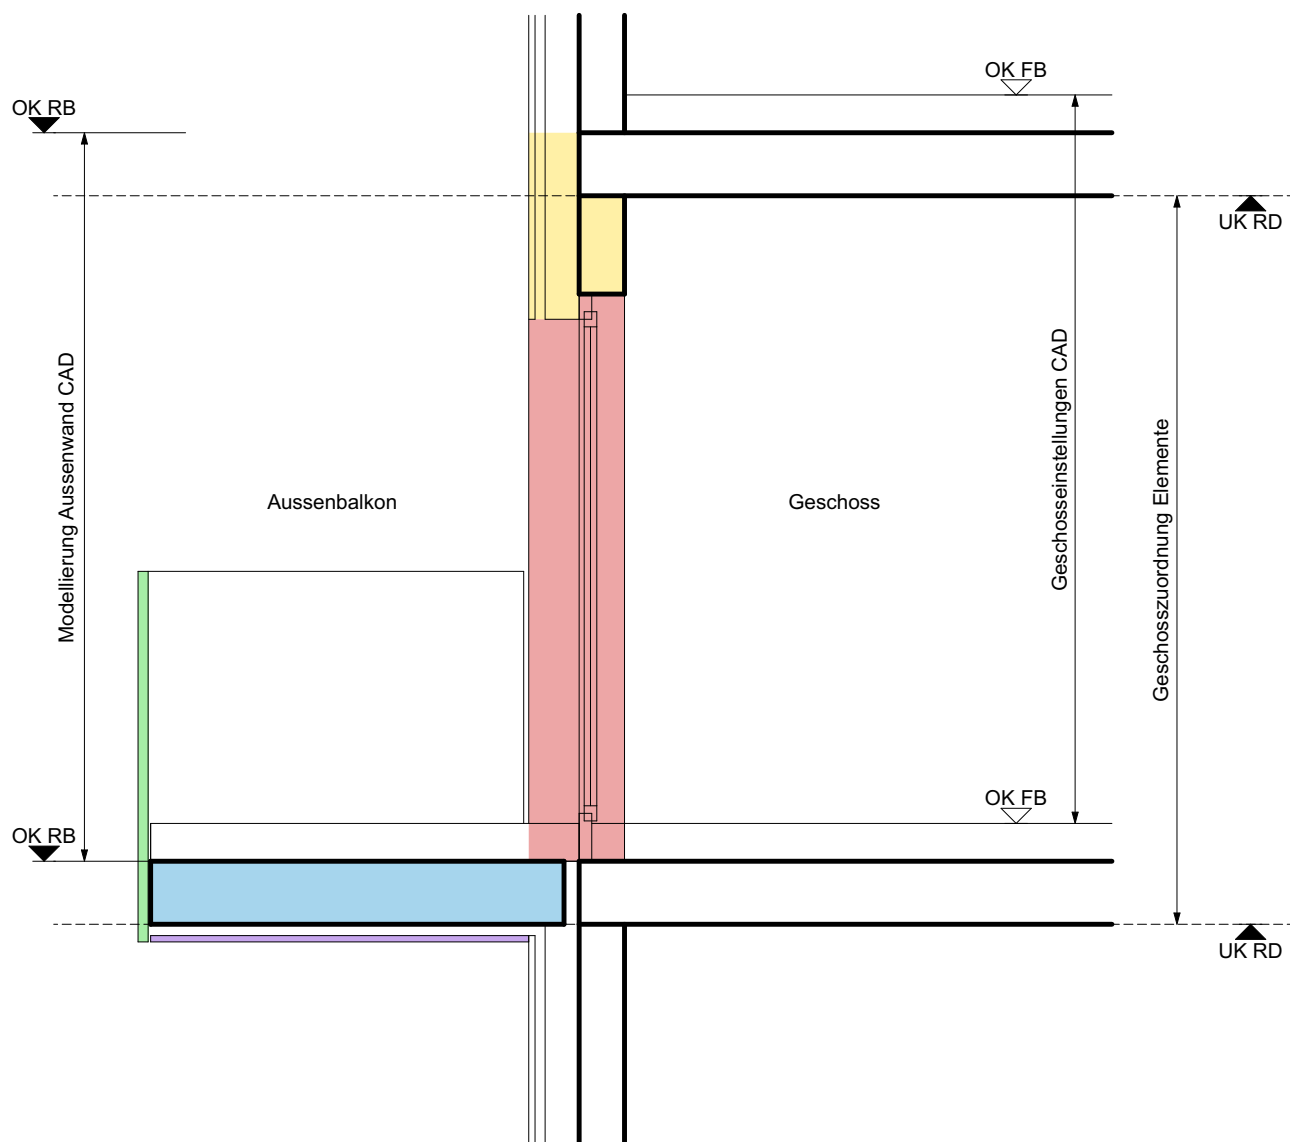 OK FB
OK RB
UK RD
Modellierung Aussenwand CAD
Geschosseinstellungen CAD
Geschosszuordnung Elemente
Aussenbalkon
Geschoss
OK FB
OK RB
UK RD